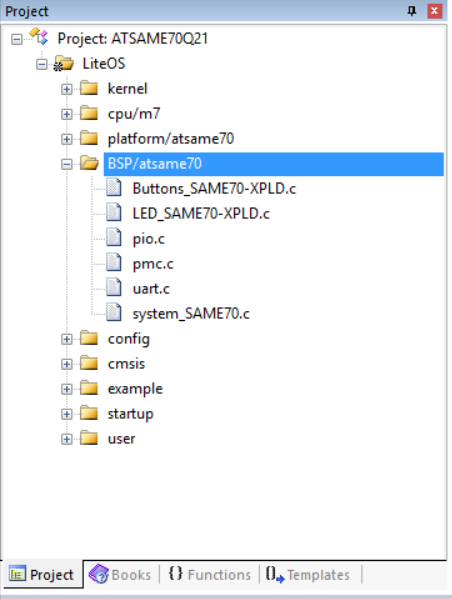 Project
Project: ATSAME70Q21
LiteOS
kernel
cpu/m7
platform/atsame70
BSP/atsame70
Buttons_SAME70-XPLD.c
LED_SAME70-XPLD.c
pio.c
pmc.c
uart.c
system_SAME70.c
config
cmsis
example
startup
user
Project Books {} Functions Templates